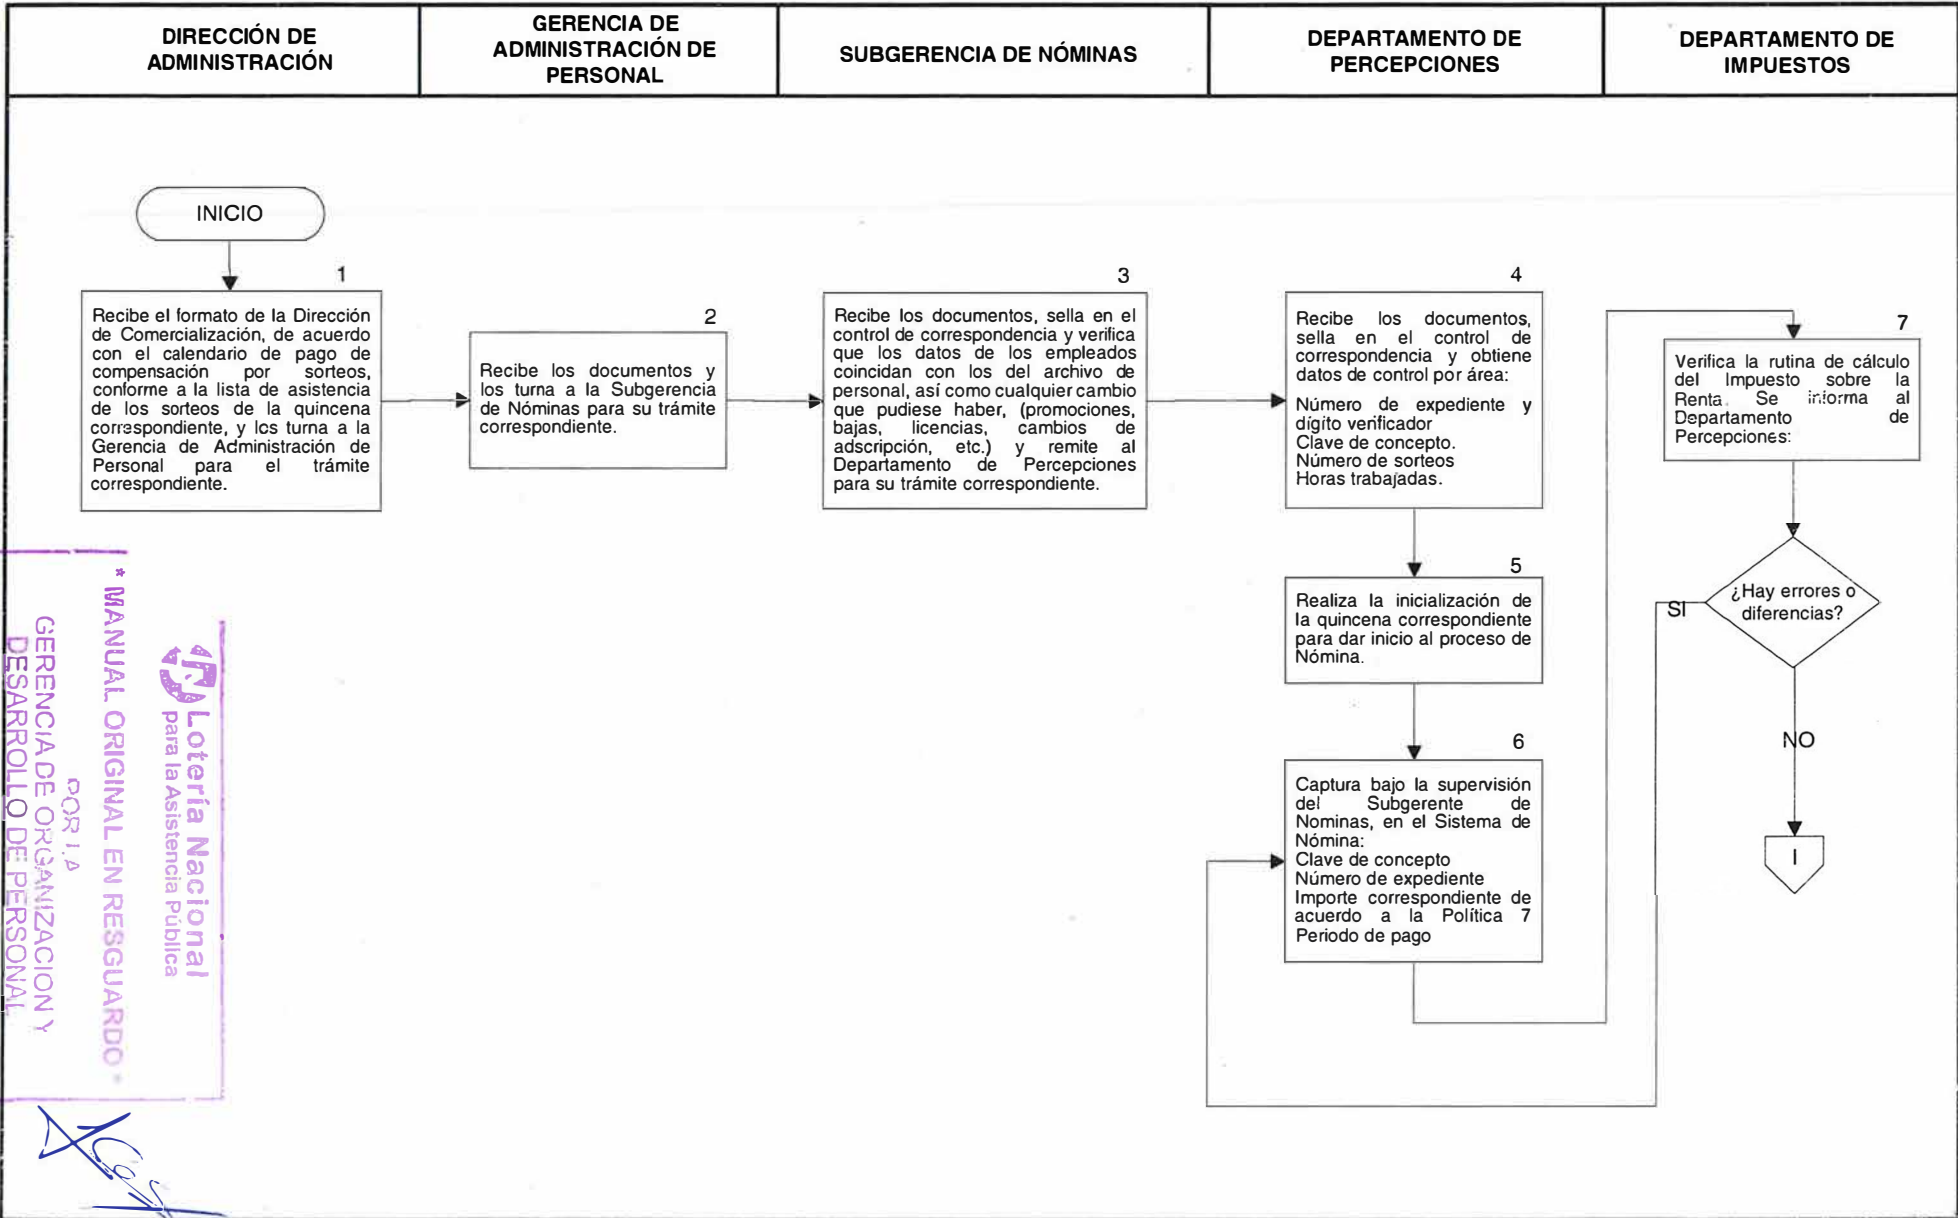 DIRECCIÓN DE
ADMINISTRACIÓN
GERENCIA DE
ADMINISTRACIÓN DE
PERSONAL
SUBGERENCIA DE NÓMINAS
DEPARTAMENTO DE
PERCEPCIONES
DEPARTAMENTO DE
IMPUESTOS
INICIO
1
Recibe el formato de la Dirección
de Comercialización, de acuerdo
con el calendario de pago de
compensación por sorteos,
conforme a la lista de asistencia
de los sorteos de la quincena
correspondiente, y los turna a la
Gerencia de Administración de
Personal para el trámite
correspondiente.
2
Recibe los documentos y
los turna a la Subgerencia
de Nóminas para su trámite
correspondiente.
3
Recibe los documentos, sella en el
control de correspondencia y verifica
que los datos de los empleados
coincidan con los del archivo de
personal, así como cualquier cambio
que pudiese haber, (promociones,
bajas, licencias, cambios de
adscripción, etc.) y remite al
Departamento de Percepciones
para su trámite correspondiente.
4
Recibe los documentos,
sella en el control de
correspondencia y obtiene
datos de control por área:
Número de expediente y
dígito verificador
Clave de concepto.
Número de sorteos
Horas trabajadas.
5
Realiza la inicialización de
la quincena correspondiente
para dar inicio al proceso de
Nómina.
6
Captura bajo la supervisión
del Subgerente de
Nominas, en el Sistema de
Nómina:
Clave de concepto
Número de expediente
Importe correspondiente de
acuerdo a la Política 7
Periodo de pago
7
Verifica la rutina de cálculo
del Impuesto sobre la
Renta. Se informa al
Departamento de
Percepciones:
¿Hay errores o
diferencias?
SI
NO
I
Lotería Nacional
para la Asistencia Pública
* MANUAL ORIGINAL EN RESGUARDO *
POR LA
GERENCIA DE ORGANIZACION Y
DESARROLLO DE PERSONAL